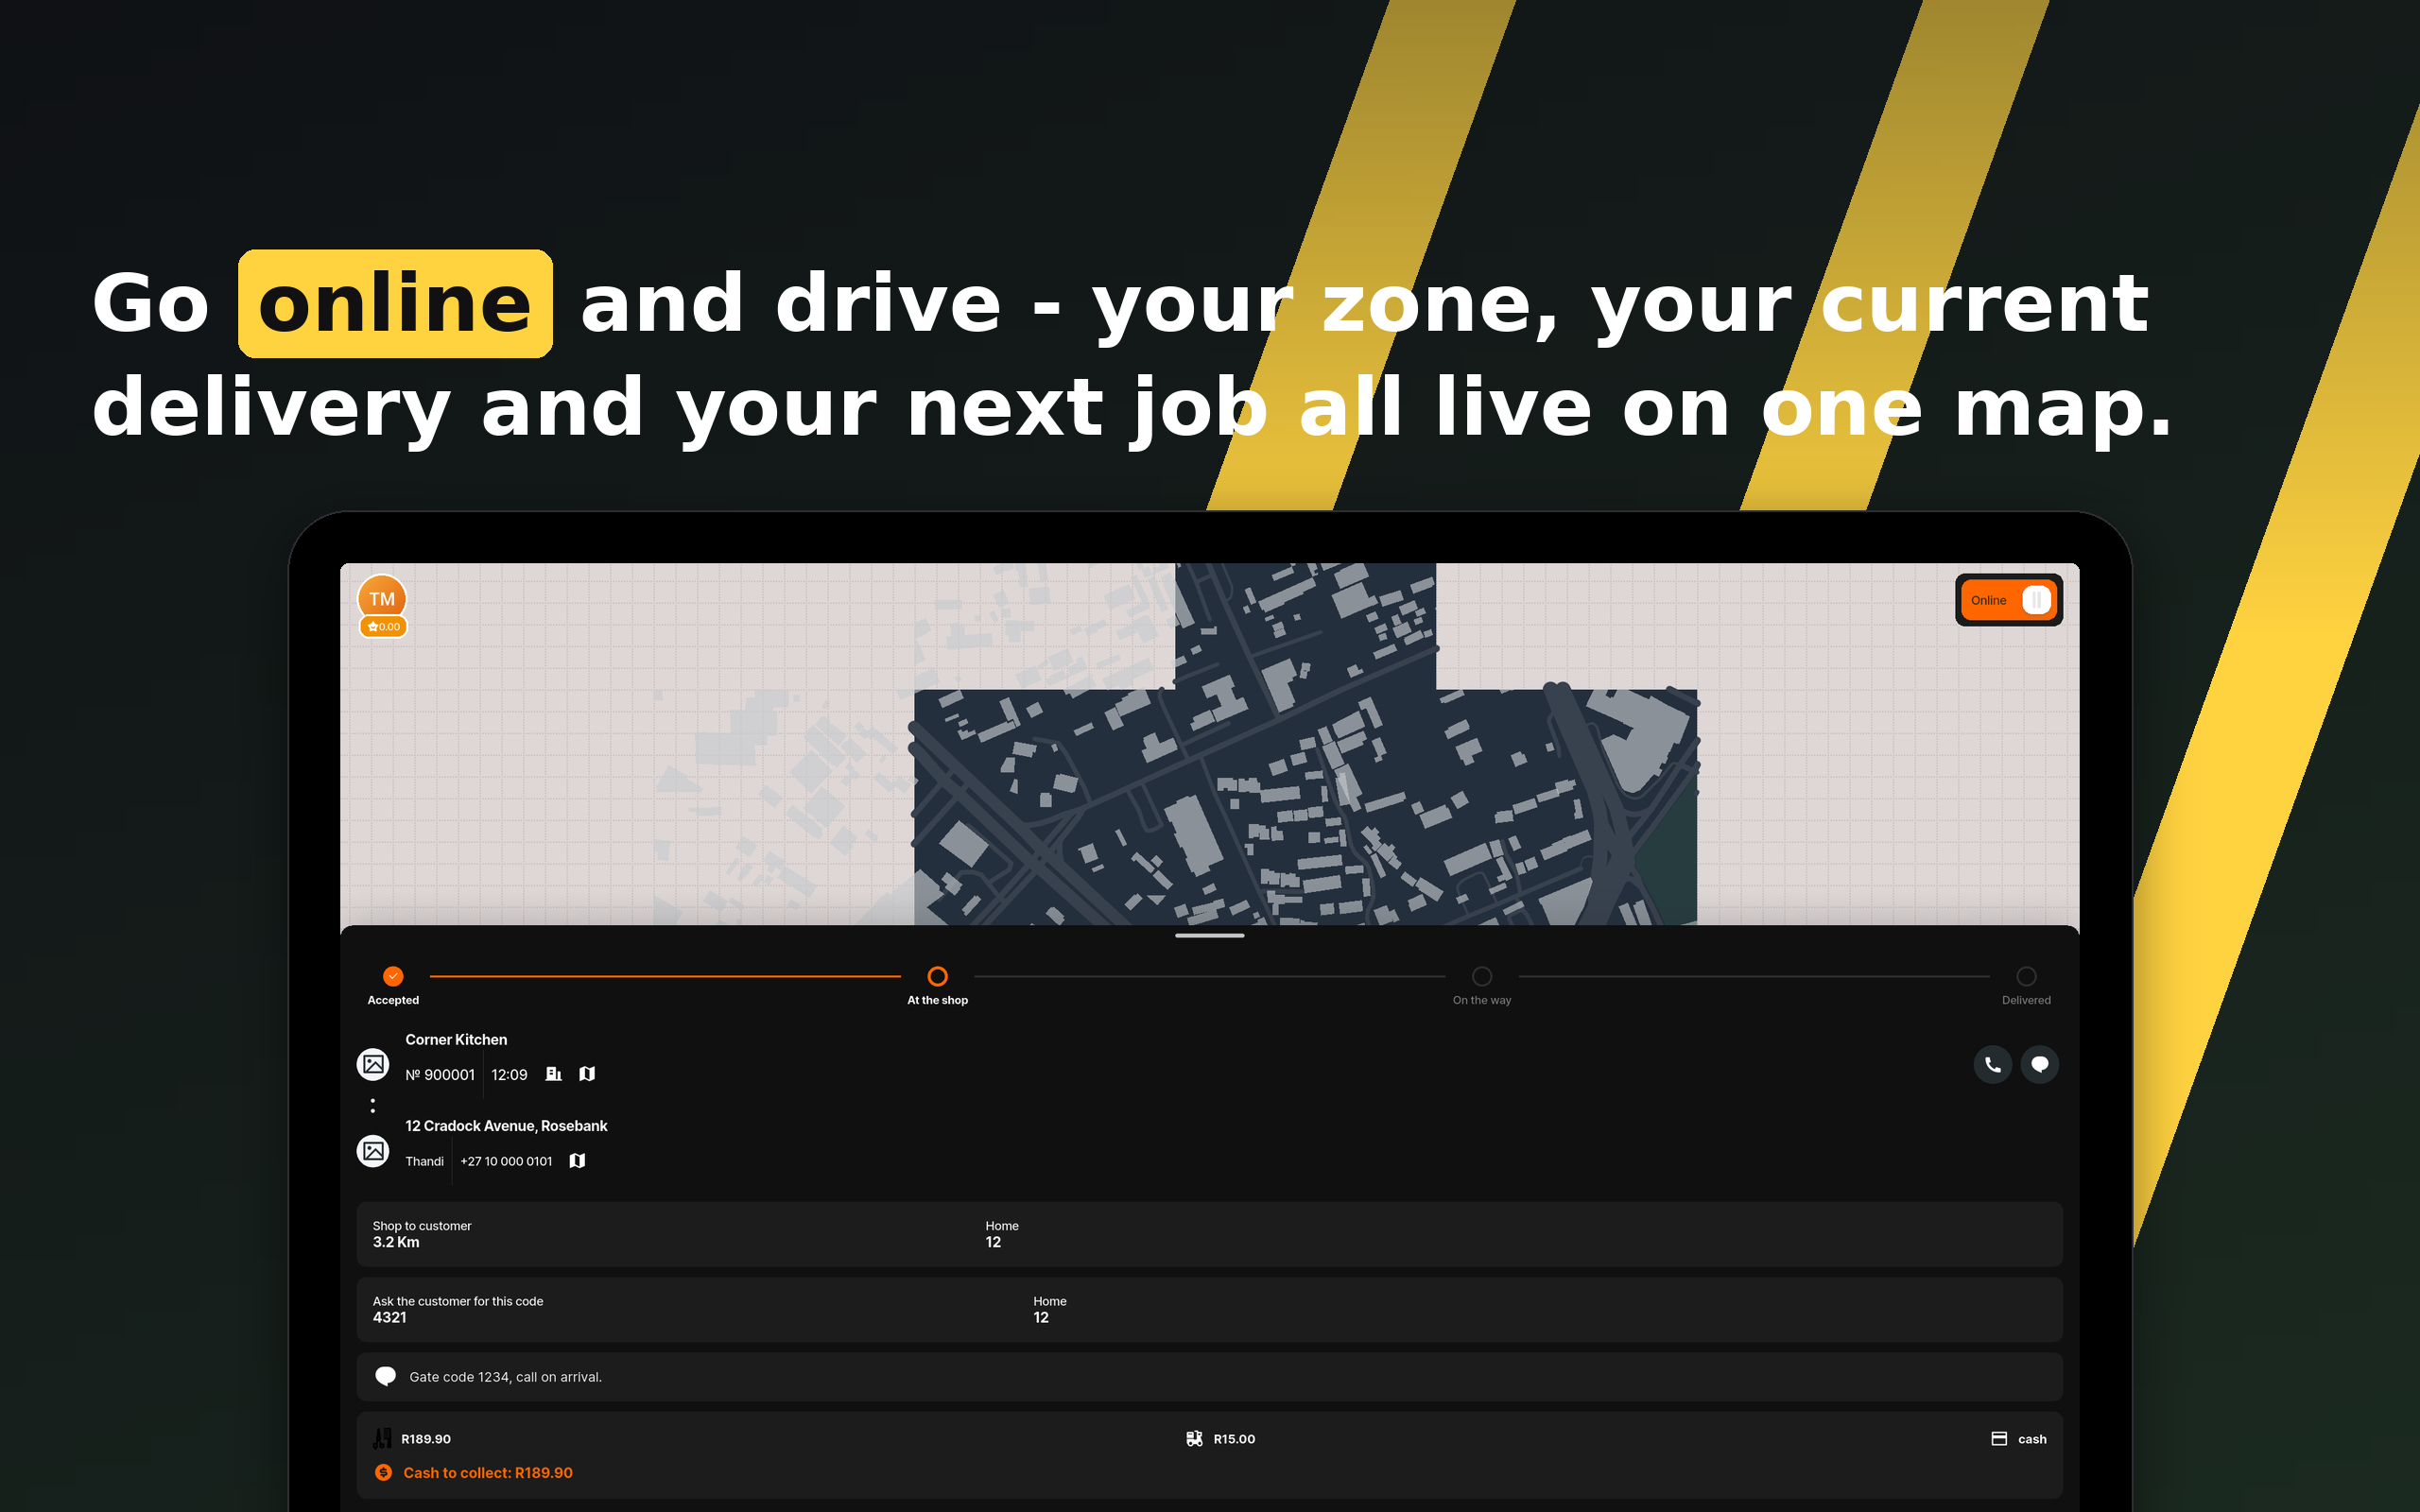 Go online and drive - your zone, your current
delivery and your next job all live on one map.
TM
0.00
Online
Accepted
At the shop
On the way
Delivered
Corner Kitchen
№ 900001 12:09
12 Cradock Avenue, Rosebank
Thandi +27 10 000 0101
Shop to customer Home
3.2 Km 12
Ask the customer for this code Home
4321 12
Gate code 1234, call on arrival.
R189.90 R15.00 cash
Cash to collect: R189.90